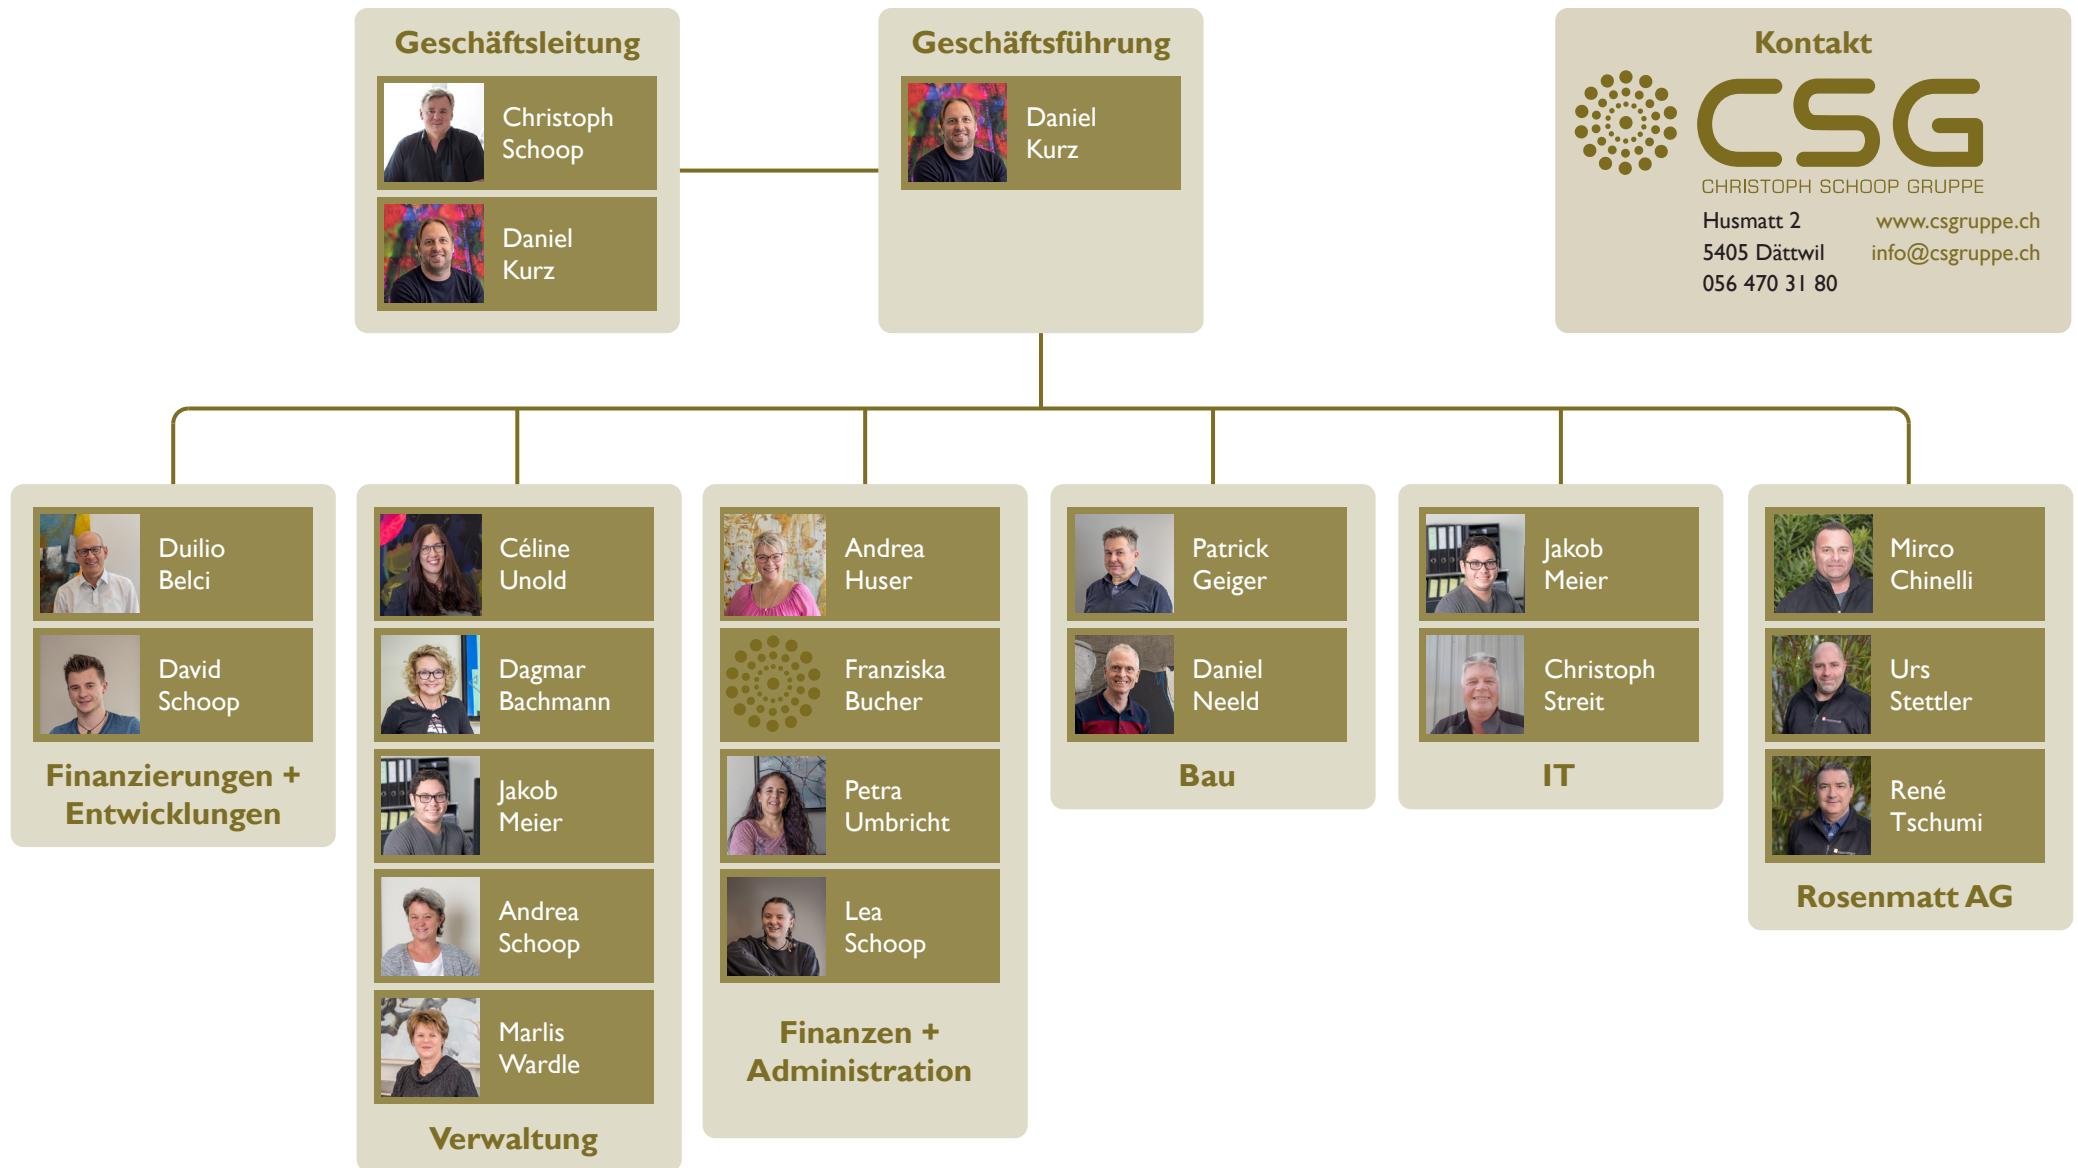 Geschäftsleitung
Christoph
Schoop
Daniel
Kurz
Geschäftsführung
Daniel
Kurz
Kontakt
CSG
CHRISTOPH SCHOOP GRUPPE
Husmatt 2
5405 Dättwil
056 470 31 80
www.csgruppe.ch
info@csgruppe.ch
Duilio
Belci
David
Schoop
Finanzierungen +
Entwicklungen
Céline
Unold
Dagmar
Bachmann
Jakob
Meier
Andrea
Schoop
Marlis
Wardle
Verwaltung
Andrea
Huser
Franziska
Bucher
Petra
Umbricht
Lea
Schoop
Finanzen +
Administration
Patrick
Geiger
Daniel
Neeld
Bau
Jakob
Meier
Christoph
Streit
IT
Mirco
Chinelli
Urs
Stettler
René
Tschumi
Rosenmatt AG